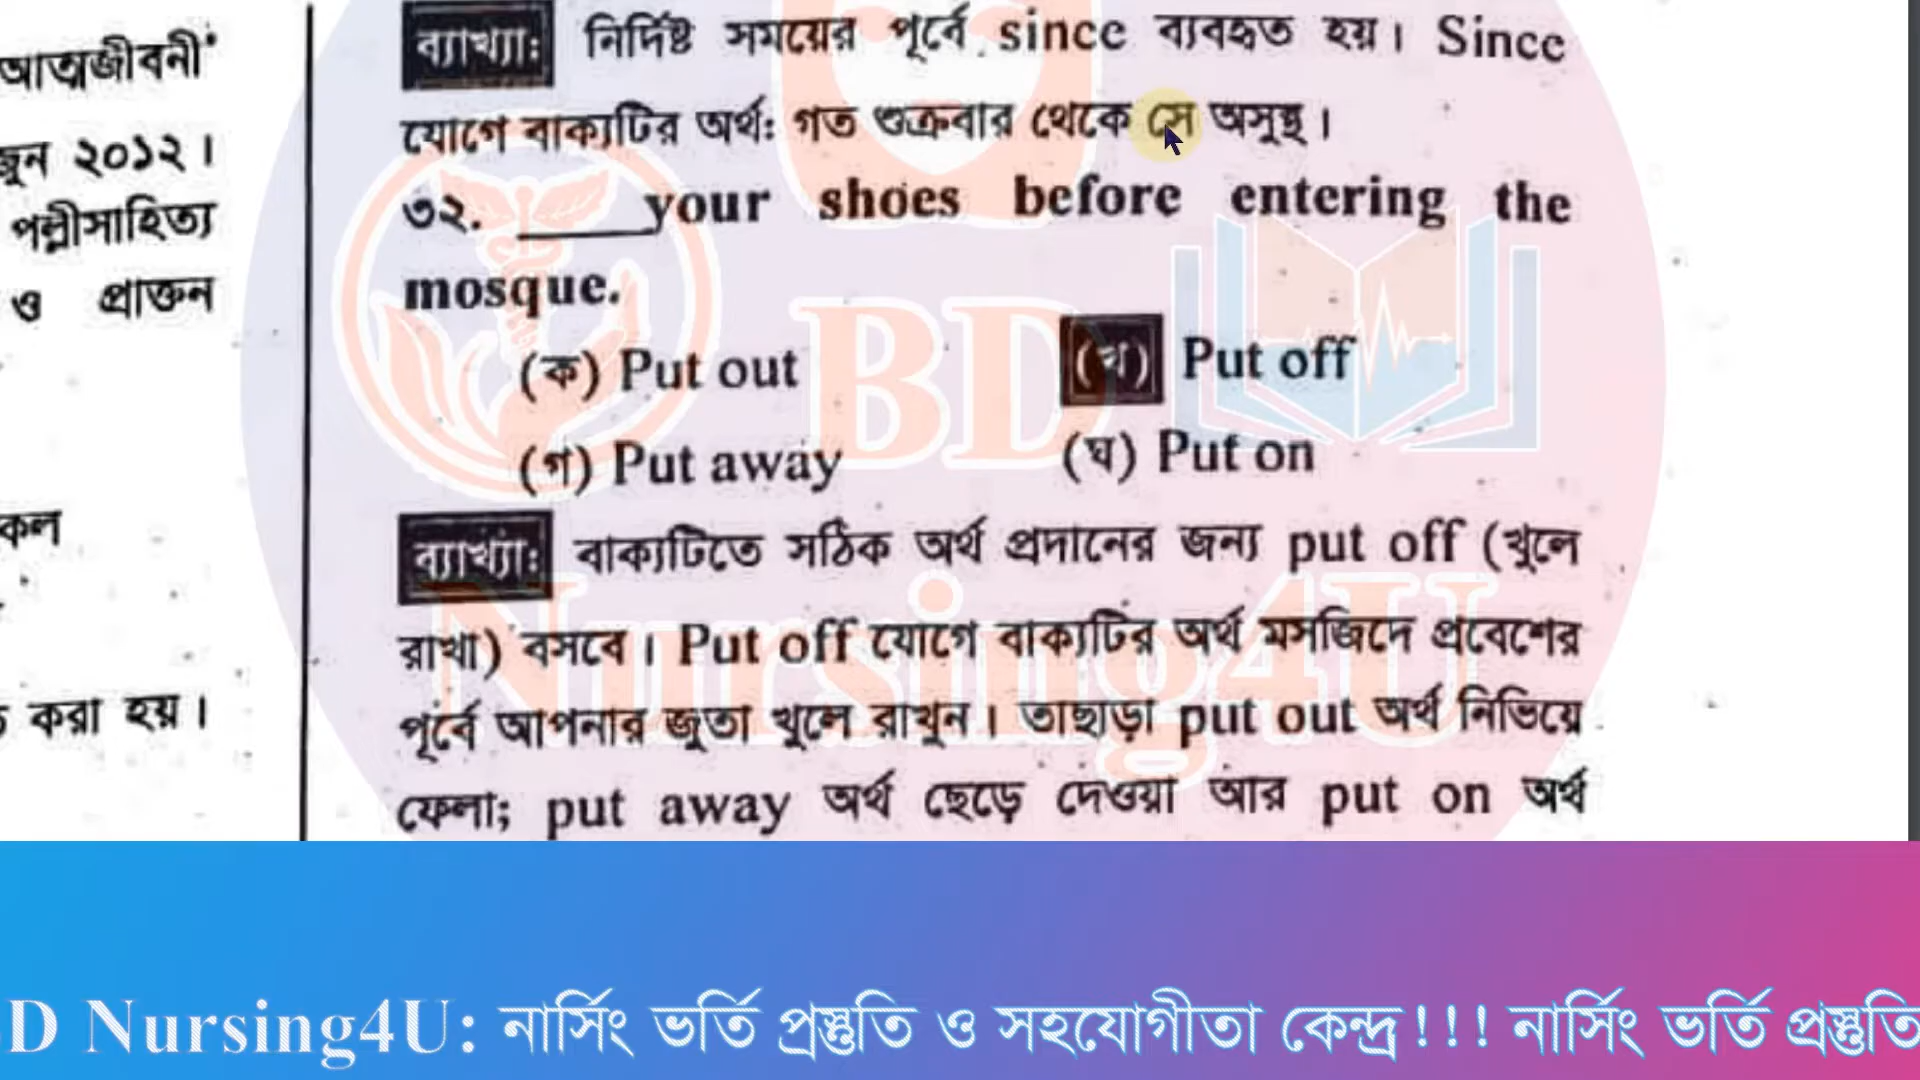 আত্মজীবনী'
জুন ২০১২।
পল্লীসাহিত্য
ও প্রাক্তন
কল
করা হয়।
ব্যাখ্যা: নির্দিষ্ট সময়ের পূর্বে since ব্যবহৃত হয়। Since
যোগে বাক্যটির অর্থ: গত শুক্রবার থেকে সে অসুস্থ।
৩২. ____your shoes before entering the
mosque.
(ক) Put out (খ) Put off
(গ) Put away (ঘ) Put on
ব্যাখ্যা: বাক্যটিতে সঠিক অর্থ প্রদানের জন্য put off (খুলে
রাখা) বসবে। Put off যোগে বাক্যটির অর্থ মসজিদে প্রবেশের
পূর্বে আপনার জুতা খুলে রাখুন। তাছাড়া put out অর্থ নিভিয়ে
ফেলা; put away অর্থ ছেড়ে দেওয়া আর put on অর্থ
BD
Nursing4U
D Nursing4U: নার্সিং ভর্তি প্রস্তুতি ও সহযোগীতা কেন্দ্র!!! নার্সিং ভর্তি প্রস্তুতি